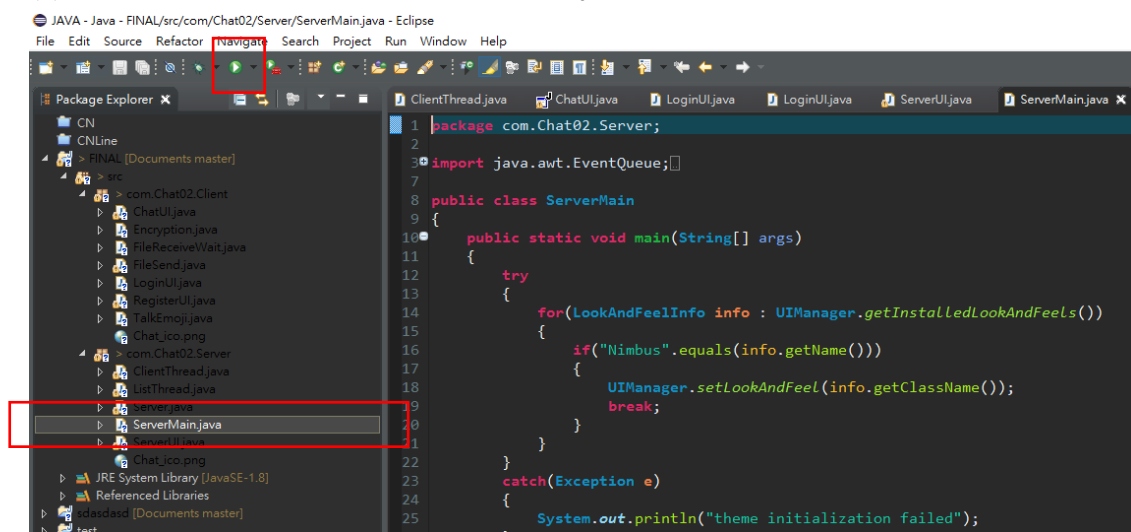 JAVA - Java - FINAL/src/com/Chat02/Server/ServerMain.java - Eclipse
File Edit Source Refactor Navigate Search Project Run Window Help
Package Explorer
ClientThread.java ChatUI.java LoginUI.java LoginUI.java ServerUI.java ServerMain.java
CN
CNLine
> FINAL [Documents master]
> src
> com.Chat02.Client
ChatUI.java
Encryption.java
FileReceiveWait.java
FileSend.java
LoginUI.java
RegisterUI.java
TalkEmoji.java
Chat_ico.png
> com.Chat02.Server
ClientThread.java
ListThread.java
Server.java
ServerMain.java
ServerUI.java
Chat_ico.png
JRE System Library [JavaSE-1.8]
Referenced Libraries
sdasdasd [Documents master]
test
1 package com.Chat02.Server;
2
3 import java.awt.EventQueue;
7
8 public class ServerMain
9 {
10 public static void main(String[] args)
11 {
12 try
13 {
14 for(LookAndFeelInfo info : UIManager.getInstalledLookAndFeels())
15 {
16 if("Nimbus".equals(info.getName()))
17 {
18 UIManager.setLookAndFeel(info.getClassName());
19 break;
20 }
21 }
22 }
23 catch(Exception e)
24 {
25 System.out.println("theme initialization failed");